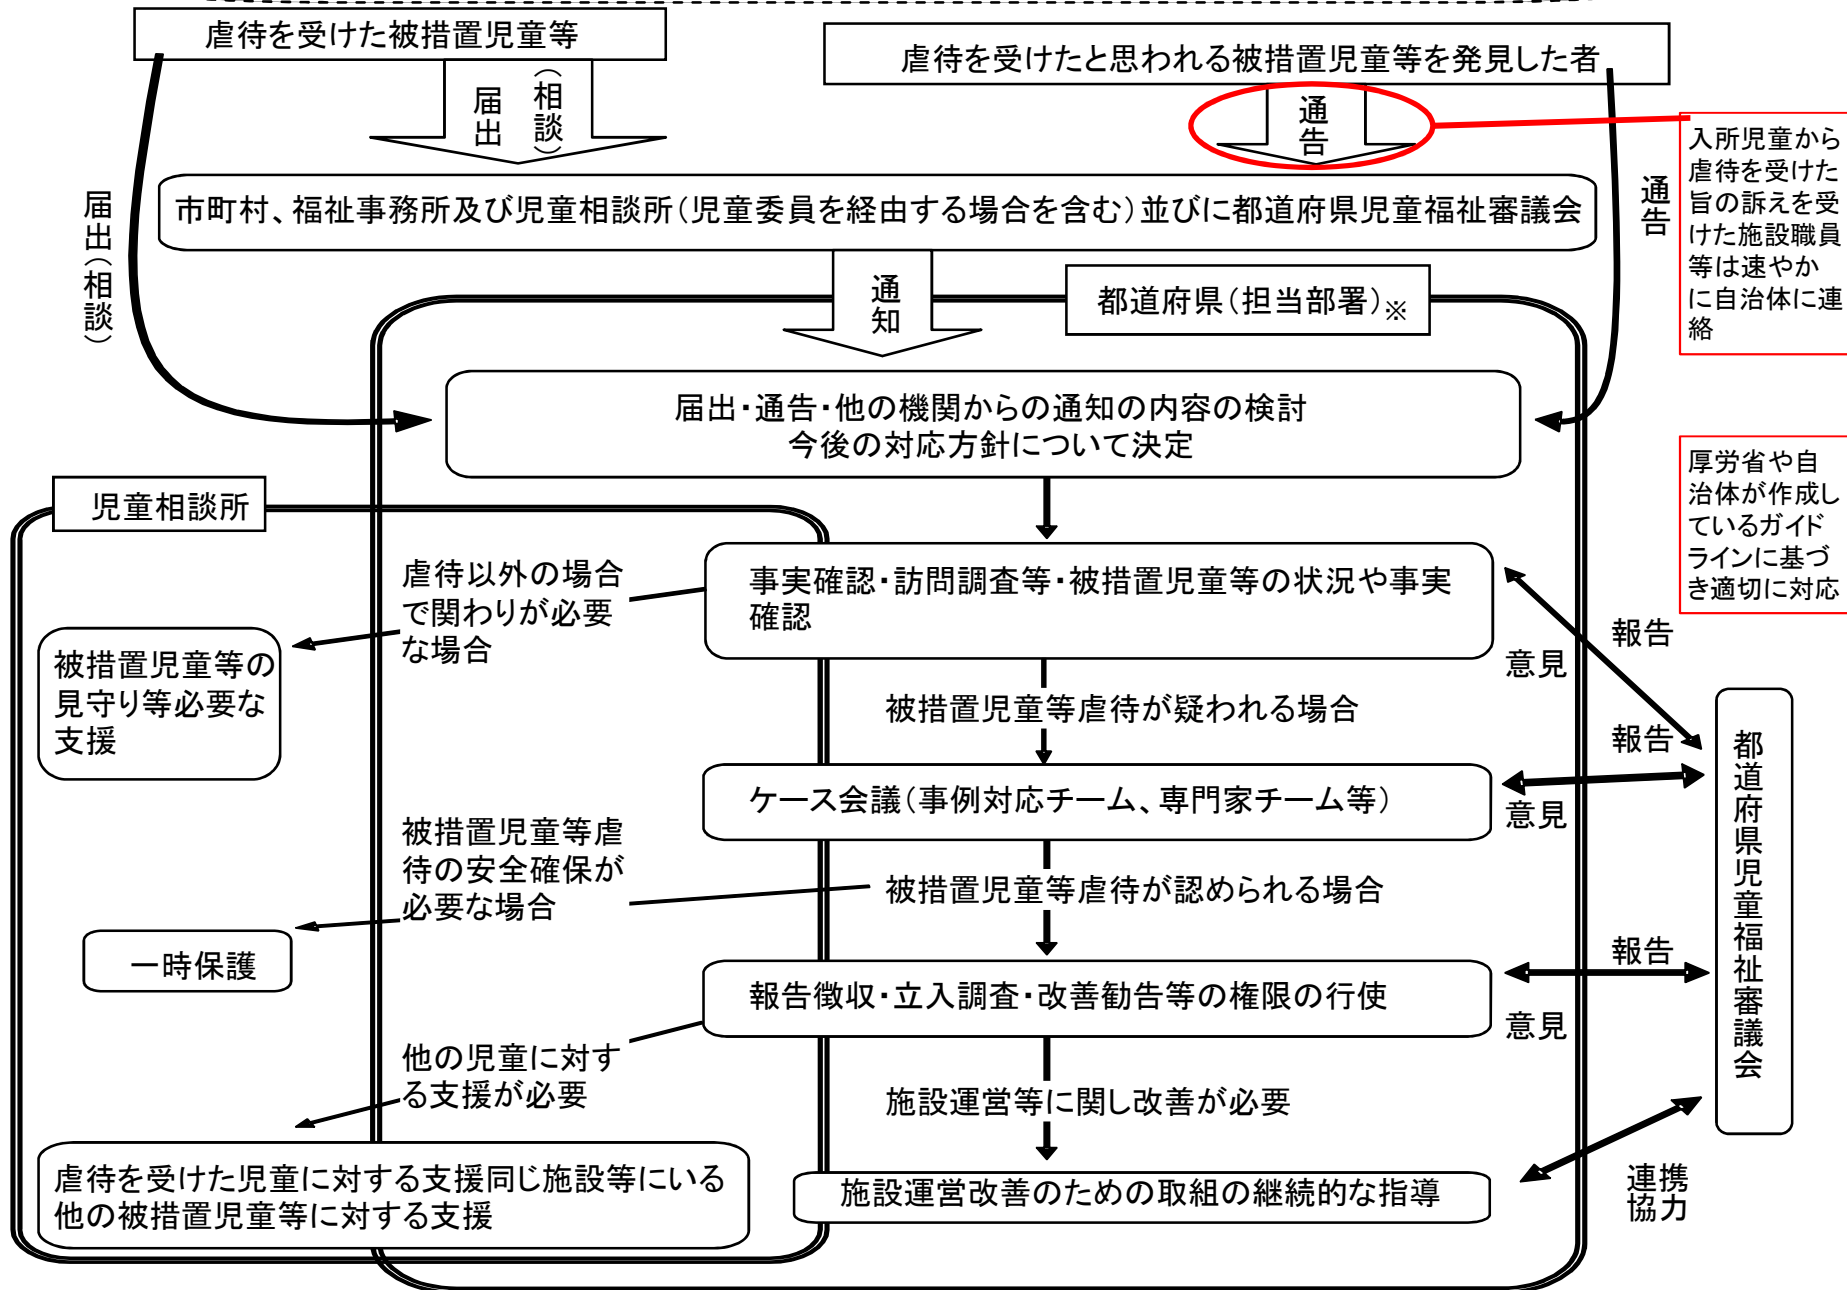 虐待を受けた被措置児童等
虐待を受けたと思われる被措置児童等を発見した者
届出
（相談）
通告
入所児童から
虐待を受けた
旨の訴えを受
けた施設職員
等は速やか
に自治体に連
絡
届出（相談）
通告
市町村、福祉事務所及び児童相談所（児童委員を経由する場合を含む）並びに都道府県児童福祉審議会
通知
都道府県（担当部署）※
届出・通告・他の機関からの通知の内容の検討
今後の対応方針について決定
厚労省や自
治体が作成し
ているガイド
ラインに基づ
き適切に対応
児童相談所
虐待以外の場合
で関わりが必要
な場合
事実確認・訪問調査等・被措置児童等の状況や事実
確認
報告
意見
被措置児童等の
見守り等必要な
支援
被措置児童等虐待が疑われる場合
報告
意見
都道府県児童福祉審議会
ケース会議（事例対応チーム、専門家チーム等）
被措置児童等虐
待の安全確保が
必要な場合
被措置児童等虐待が認められる場合
一時保護
報告徴収・立入調査・改善勧告等の権限の行使
報告
意見
他の児童に対す
る支援が必要
施設運営等に関し改善が必要
虐待を受けた児童に対する支援同じ施設等にいる
他の被措置児童等に対する支援
施設運営改善のための取組の継続的な指導
連携
協力